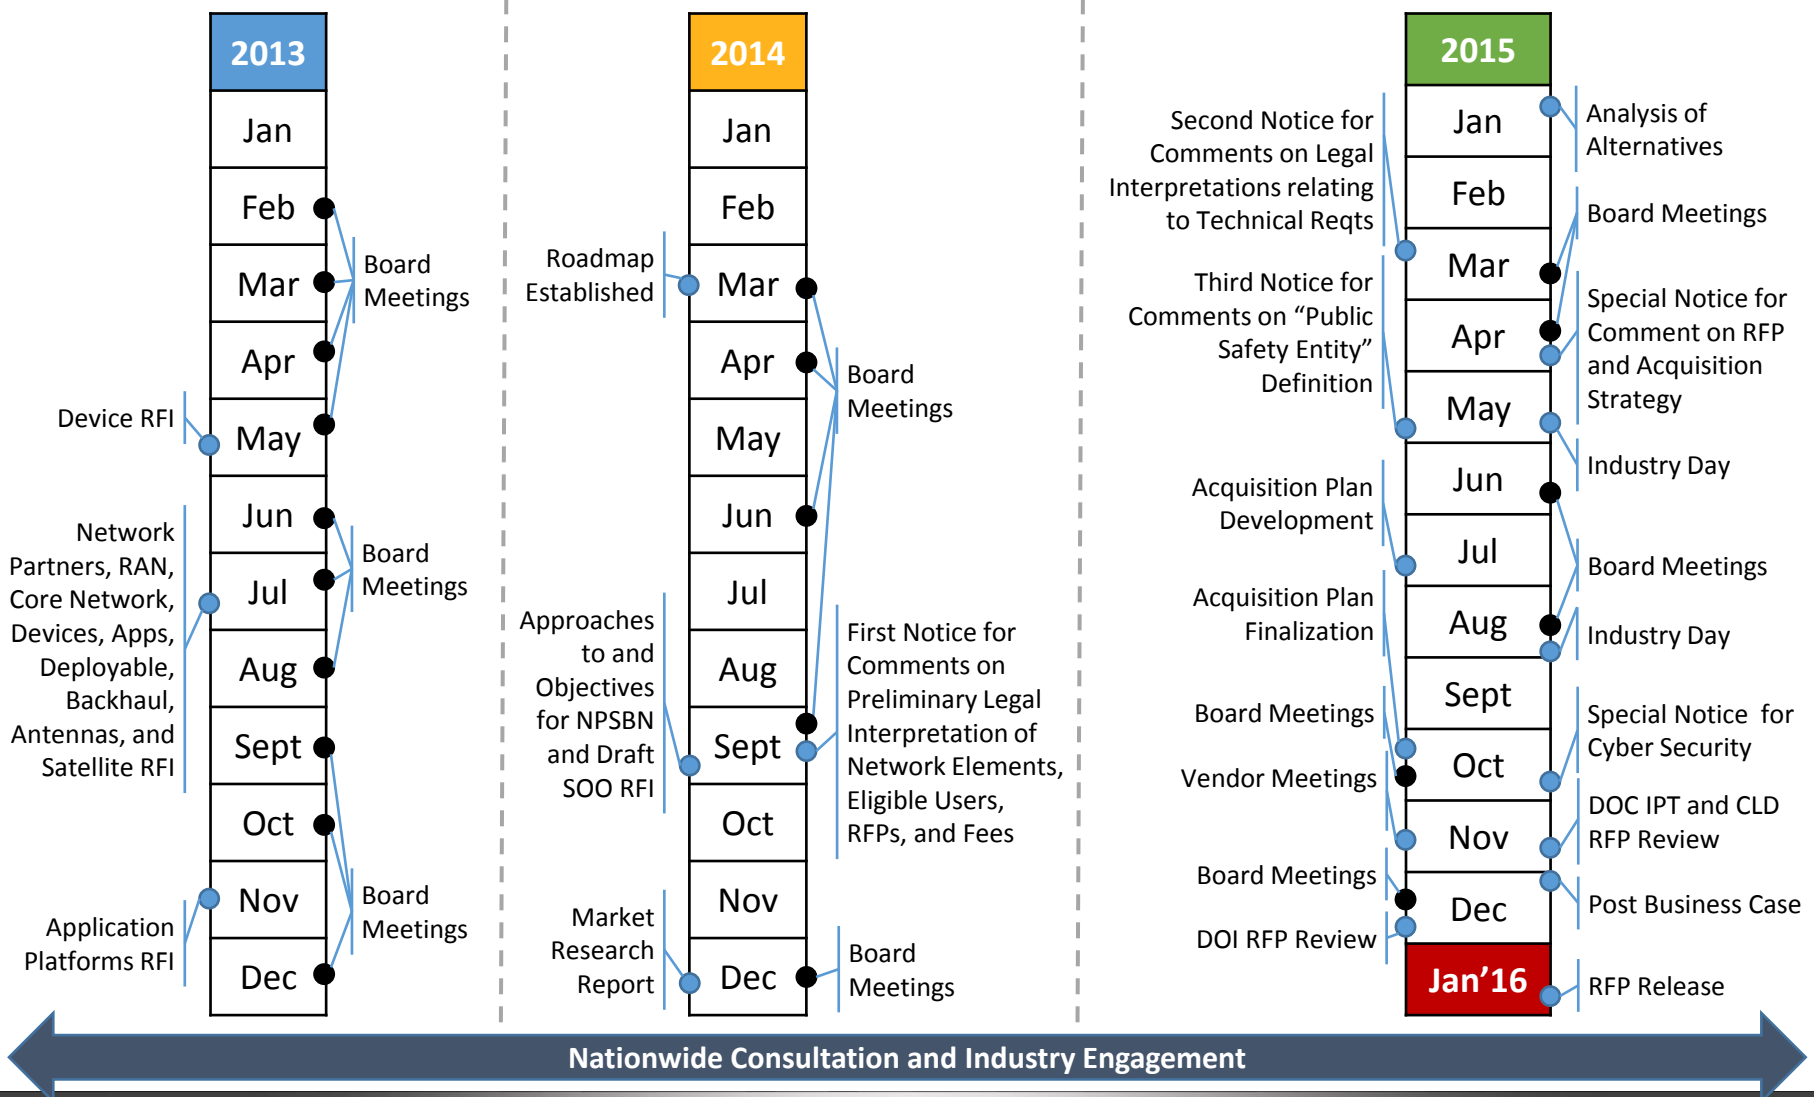 2013
Jan
Feb
Mar
Apr
May
Jun
Jul
Aug
Sept
Oct
Nov
Dec
Device RFI
Network
Partners, RAN,
Core Network,
Devices, Apps,
Deployable,
Backhaul,
Antennas, and
Satellite RFI
Application
Platforms RFI
Board
Meetings
Board
Meetings
Board
Meetings
2014
Jan
Feb
Mar
Apr
May
Jun
Jul
Aug
Sept
Oct
Nov
Dec
Roadmap
Established
Approaches
to and
Objectives
for NPSBN
and Draft
SOO RFI
Market
Research
Report
Board
Meetings
First Notice for
Comments on
Preliminary Legal
Interpretation of
Network Elements,
Eligible Users,
RFPs, and Fees
Board
Meetings
2015
Jan
Feb
Mar
Apr
May
Jun
Jul
Aug
Sept
Oct
Nov
Dec
Jan’16
Second Notice for
Comments on Legal
Interpretations relating
to Technical Reqts
Third Notice for
Comments on “Public
Safety Entity”
Definition
Acquisition Plan
Development
Acquisition Plan
Finalization
Board Meetings
Vendor Meetings
Board Meetings
DOI RFP Review
Analysis of
Alternatives
Board Meetings
Special Notice for
Comment on RFP
and Acquisition
Strategy
Industry Day
Board Meetings
Industry Day
Special Notice for
Cyber Security
DOC IPT and CLD
RFP Review
Post Business Case
RFP Release
Nationwide Consultation and Industry Engagement